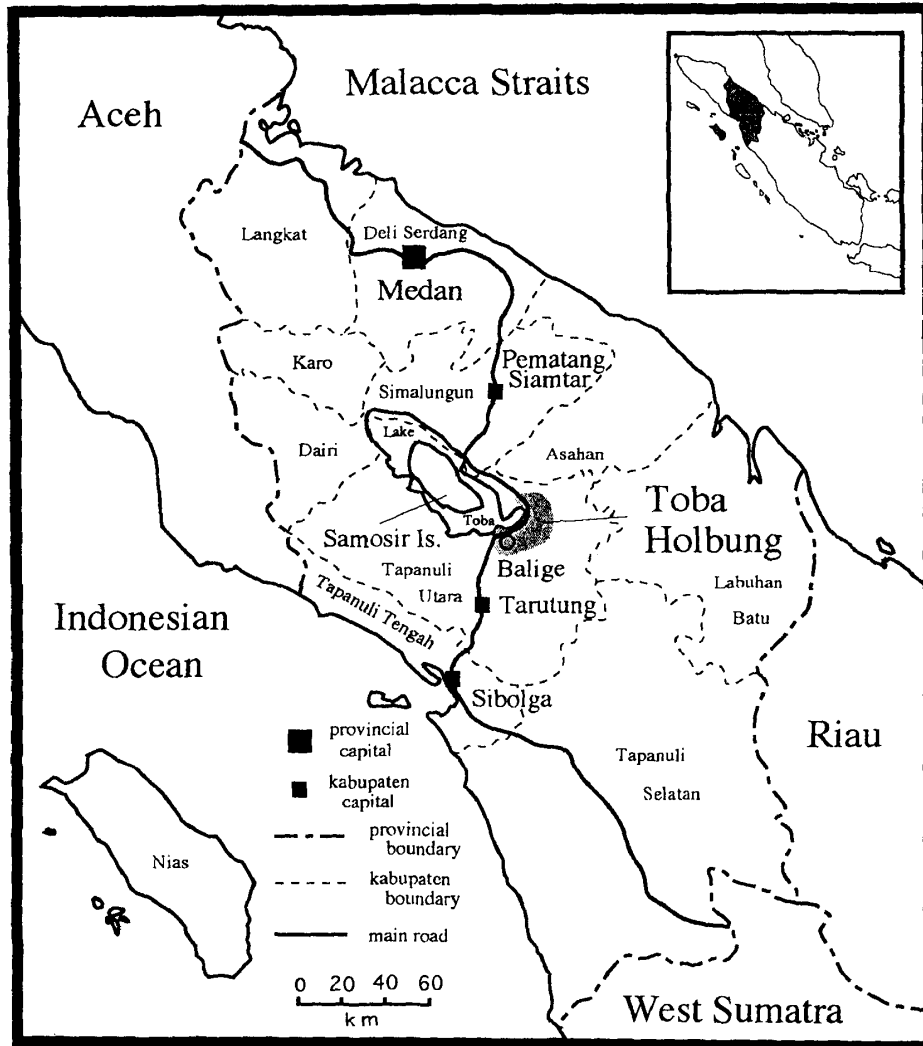 Malacca Straits
Aceh
Langkat
Deli Serdang
Medan
Karo
Simalungun
Pematang
Siamtar
Dairi
Lake
Asahan
Toba
Toba
Holbung
Samosir Is.
Balige
Tapanuli
Utara
Labuhan
Batu
Tapanuli Tengah
Tarutung
Indonesian
Ocean
Sibolga
Riau
provincial
capital
kabupaten
capital
Tapanuli
Selatan
provincial
boundary
Nias
kabupaten
boundary
main road
0 20 40 60
km
West Sumatra